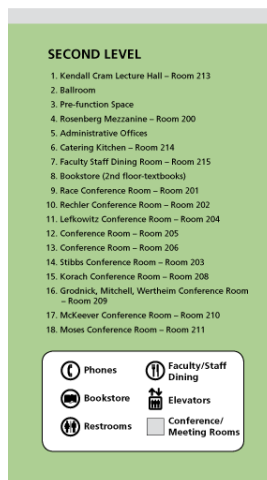 SECOND LEVEL
1. Kendall Cram Lecture Hall – Room 213
2. Ballroom
3. Pre-function Space
4. Rosenberg Mezzanine – Room 200
5. Administrative Offices
6. Catering Kitchen – Room 214
7. Faculty Staff Dining Room – Room 215
8. Bookstore (2nd floor-textbooks)
9. Race Conference Room – Room 201
10. Rechler Conference Room – Room 202
11. Lefkowitz Conference Room – Room 204
12. Conference Room – Room 205
13. Conference Room – Room 206
14. Stibbs Conference Room – Room 203
15. Korach Conference Room – Room 208
16. Grodnick, Mitchell, Wertheim Conference Room
– Room 209
17. McKeever Conference Room – Room 210
18. Moses Conference Room – Room 211
Phones
Faculty/Staff
Dining
Bookstore
Elevators
Restrooms
Conference/
Meeting Rooms